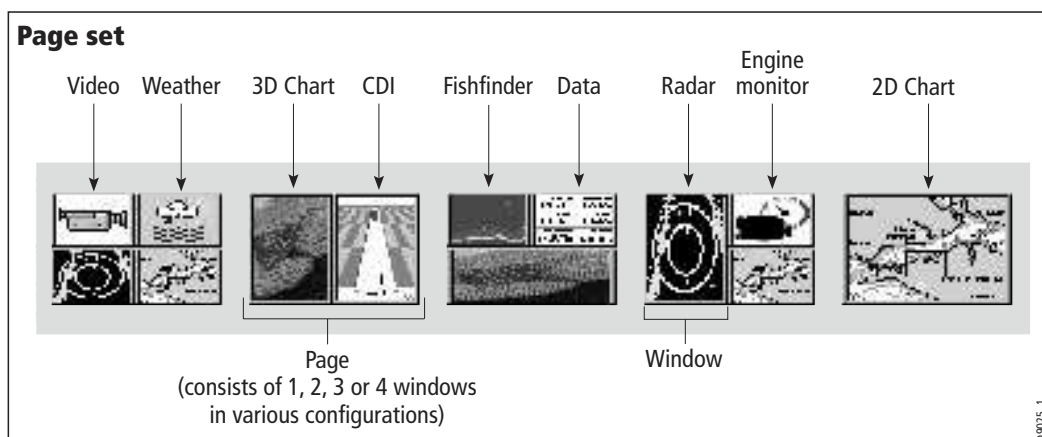 Page set
Video
Weather
3D Chart
CDI
Fishfinder
Data
Radar
Engine
monitor
2D Chart
Page
(consists of 1, 2, 3 or 4 windows
in various configurations)
Window